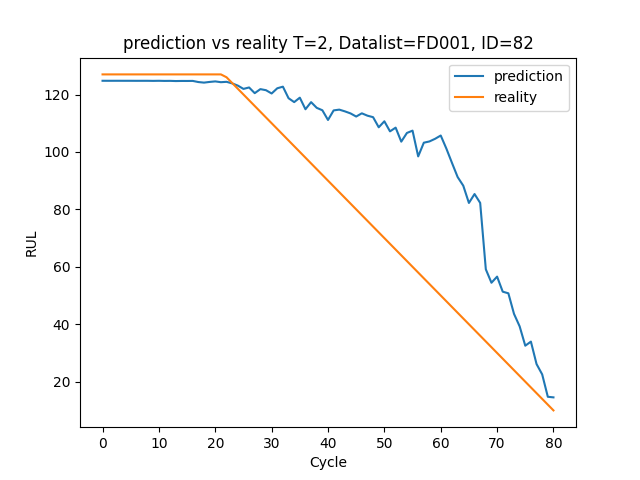 prediction vs reality T=2, Datalist=FD001, ID=82
prediction
reality
120
100
80
60
40
20
RUL
0 10 20 30 40 50 60 70 80
Cycle